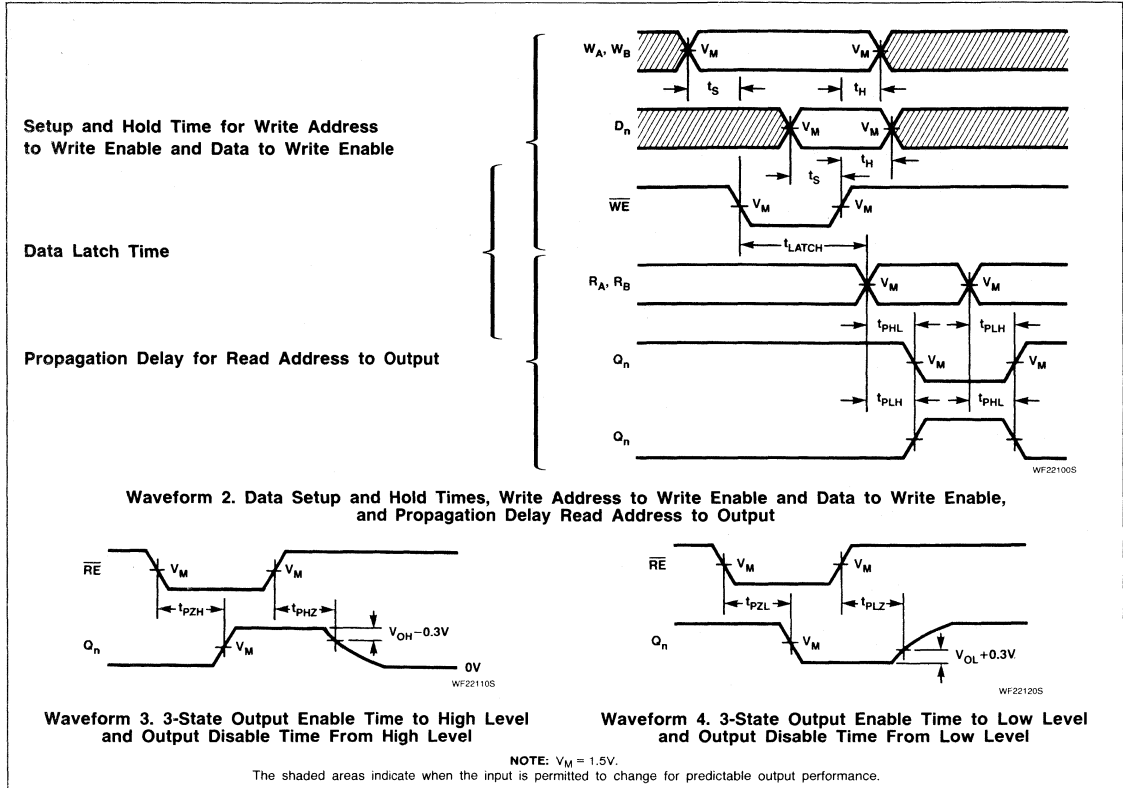 W_A, W_B V_M V_M
t_S t_H
Setup and Hold Time for Write Address
to Write Enable and Data to Write Enable
D_n V_M V_M
t_H
t_S
WE V_M V_M
Data Latch Time
t_LATCH
R_A, R_B V_M V_M
t_PHL t_PLH
Propagation Delay for Read Address to Output
Q_n V_M V_M
t_PLH t_PHL
Q_n
WF22100S
Waveform 2. Data Setup and Hold Times, Write Address to Write Enable and Data to Write Enable,
and Propagation Delay Read Address to Output
RE V_M V_M
t_PZH t_PHZ
V_OH−0.3V
Q_n V_M
0V
WF22110S
Waveform 3. 3-State Output Enable Time to High Level
and Output Disable Time From High Level
RE V_M V_M
t_PZL t_PLZ
Q_n V_M
V_OL+0.3V
WF22120S
Waveform 4. 3-State Output Enable Time to Low Level
and Output Disable Time From Low Level
NOTE: V_M = 1.5V.
The shaded areas indicate when the input is permitted to change for predictable output performance.